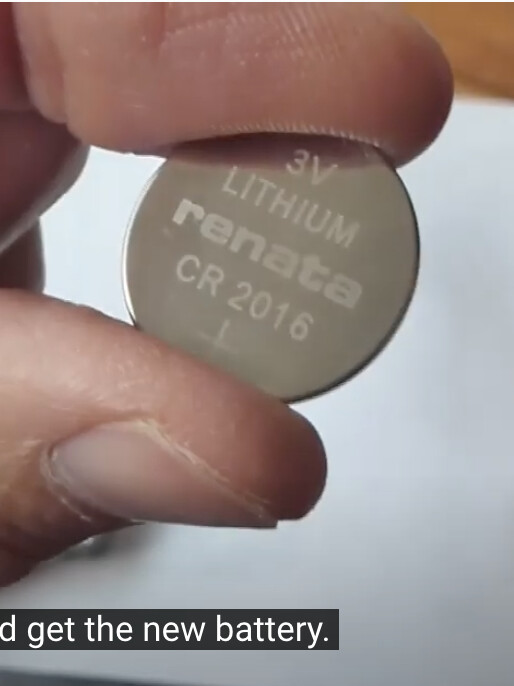 3V
LITHIUM
renata
CR 2016
d get the new battery.